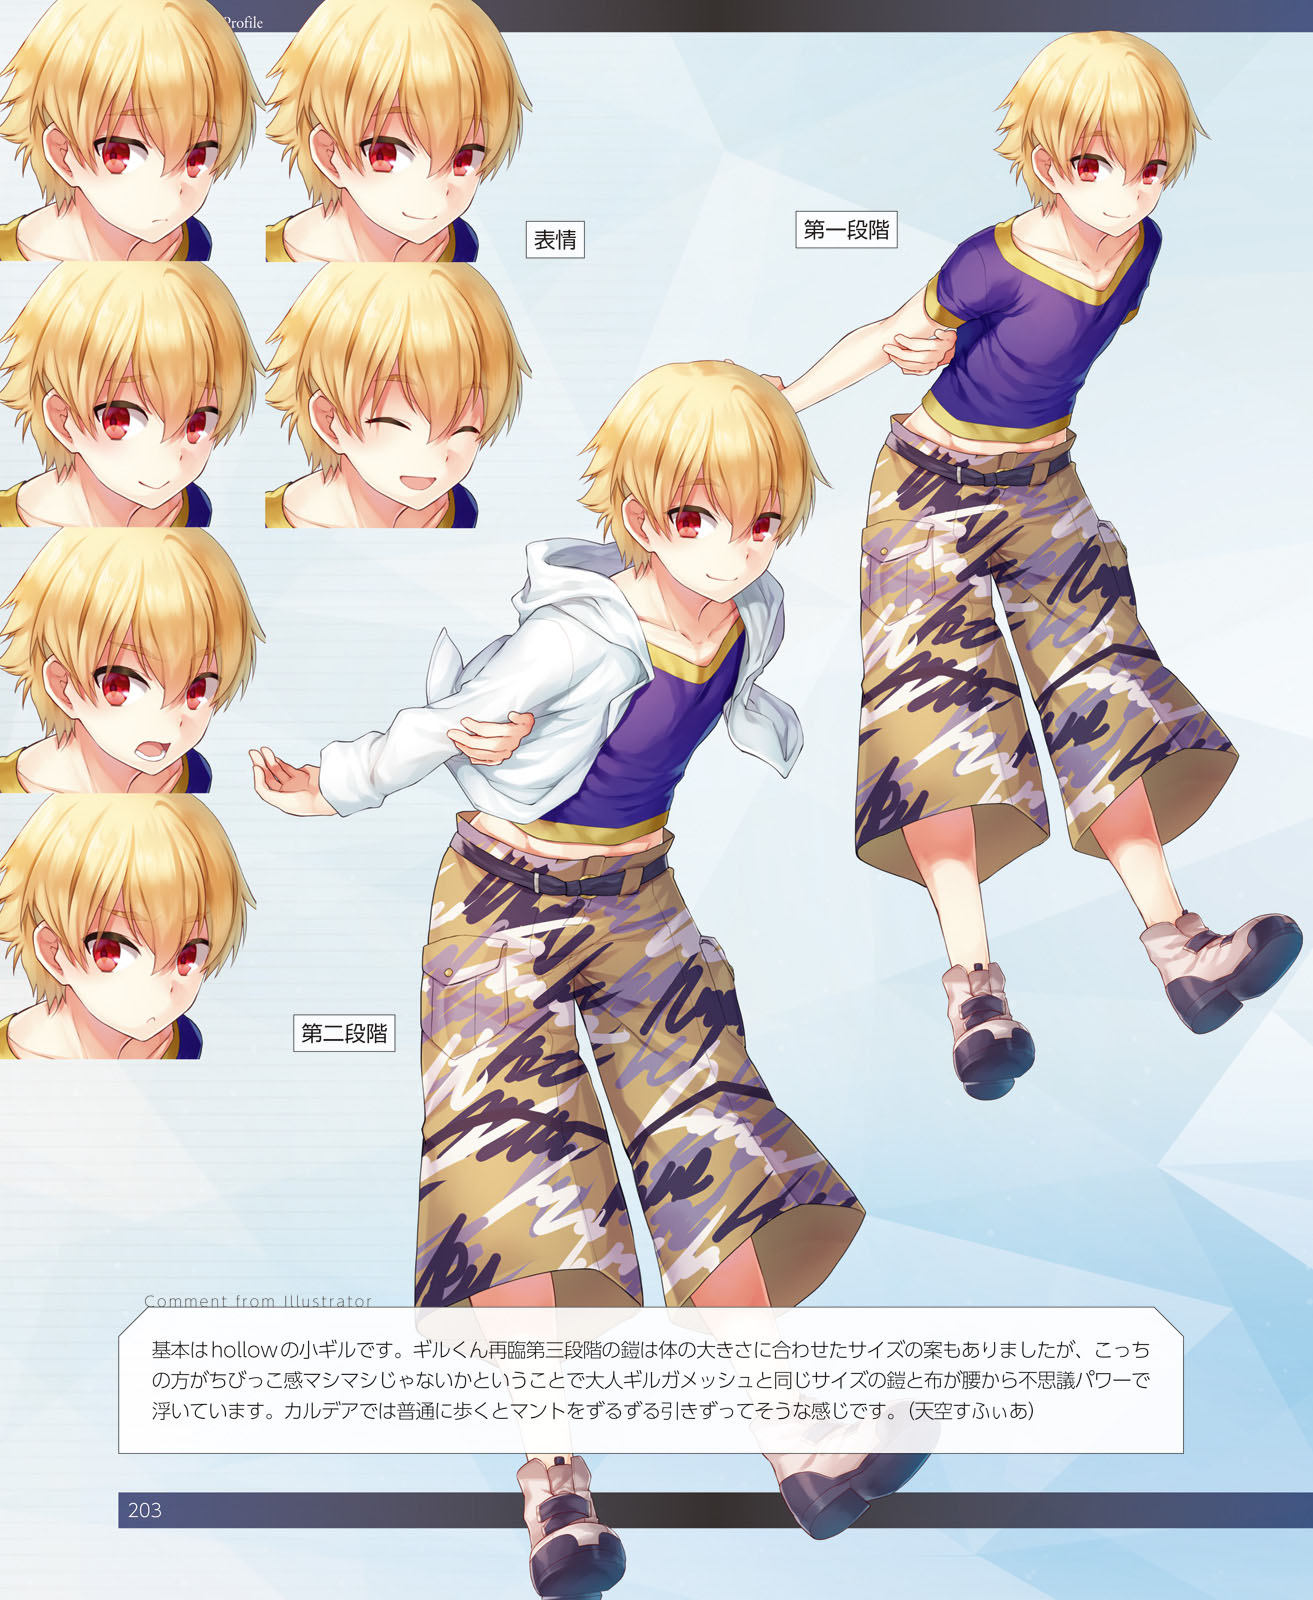 Profile
表情
第一段階
第二段階
Comment from Illustrator
基本はhollowの小ギルです。ギルくん再臨第三段階の鎧は体の大きさに合わせたサイズの案もありましたが、こっち
の方がちびっこ感マシマシじゃないかということで大人ギルガメッシュと同じサイズの鎧と布が腰から不思議パワーで
浮いています。カルデアでは普通に歩くとマントをずるずる引きずってそうな感じです。（天空すふぃあ）
203